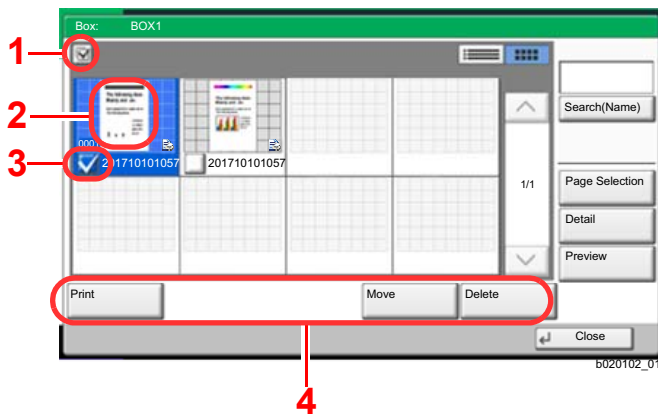 Box: BOX1
1
2
Search(Name)
0001
3
201710101057
201710101057
1/1
Page Selection
Detail
Preview
Print
Move
Delete
Close
b020102_01
4